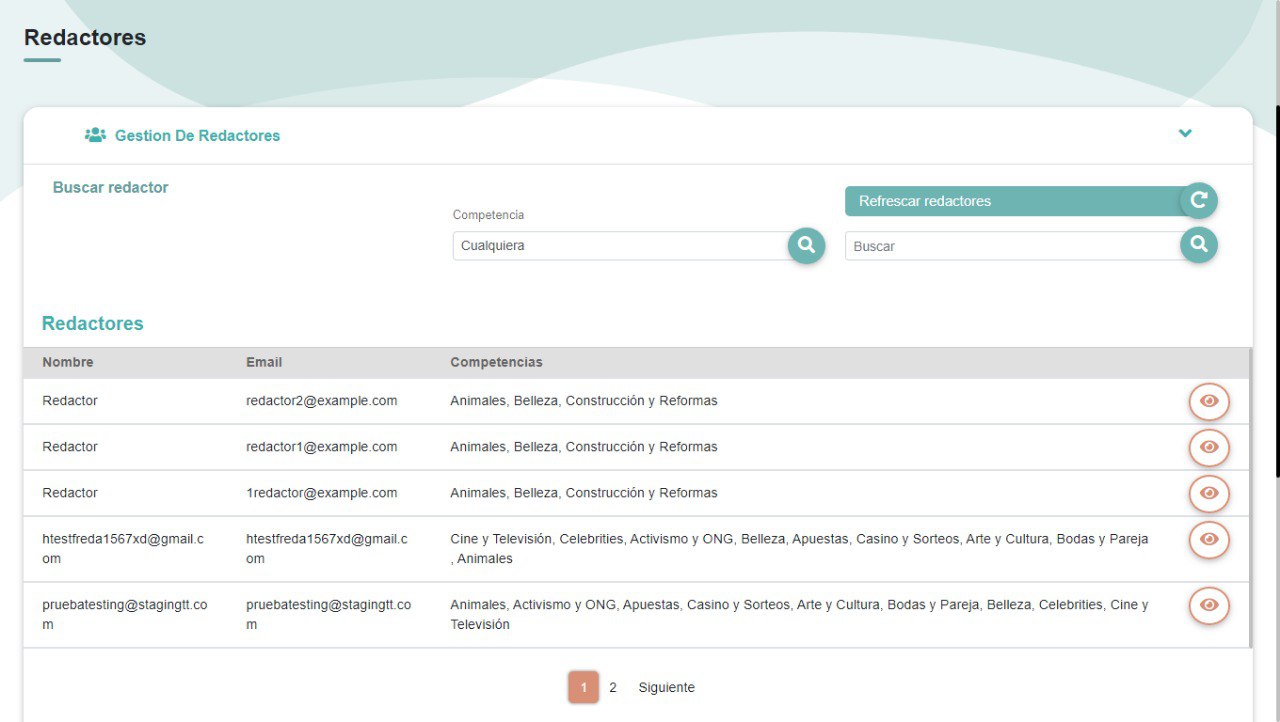 Redactores
Gestion De Redactores
Buscar redactor
Refrescar redactores
Competencia
Cualquiera
Buscar
Redactores
Nombre Email Competencias
Redactor redactor2@example.com Animales, Belleza, Construcción y Reformas
Redactor redactor1@example.com Animales, Belleza, Construcción y Reformas
Redactor 1redactor@example.com Animales, Belleza, Construcción y Reformas
htestfreda1567xd@gmail.c htestfreda1567xd@gmail.c Cine y Televisión, Celebrities, Activismo y ONG, Belleza, Apuestas, Casino y Sorteos, Arte y Cultura, Bodas y Pareja
om om , Animales
pruebatesting@stagingtt.co pruebatesting@stagingtt.co Animales, Activismo y ONG, Apuestas, Casino y Sorteos, Arte y Cultura, Bodas y Pareja, Belleza, Celebrities, Cine y
m m Televisión
1 2 Siguiente